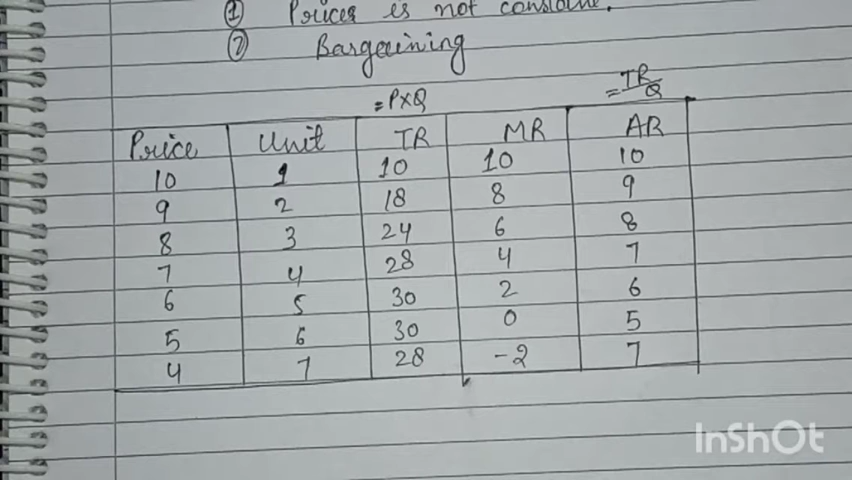 ① Prices is not constant.
② Bargaining
=P×Q =TR/Q
Price Unit TR MR AR
10 1 10 10 10
9 2 18 8 9
8 3 24 6 8
7 4 28 4 7
6 5 30 2 6
5 6 30 0 5
4 7 28 -2 7
InShOt